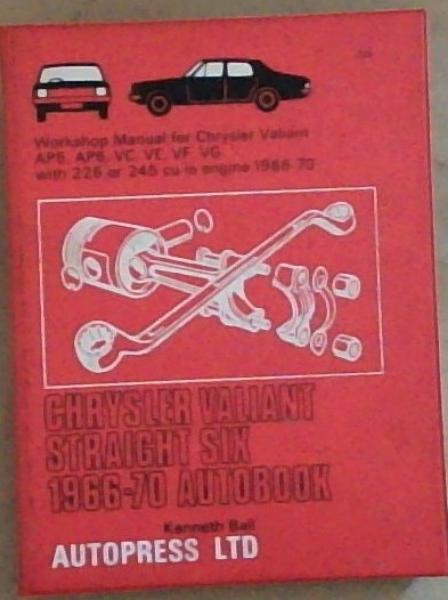 Workshop Manual for Chrysler Valiant
AP5, AP6, VC, VE, VF, VG
with 225 or 245 cu in engine 1966-70
CHRYSLER VALIANT
STRAIGHT SIX
1966-70 AUTOBOOK
Kenneth Ball
AUTOPRESS LTD